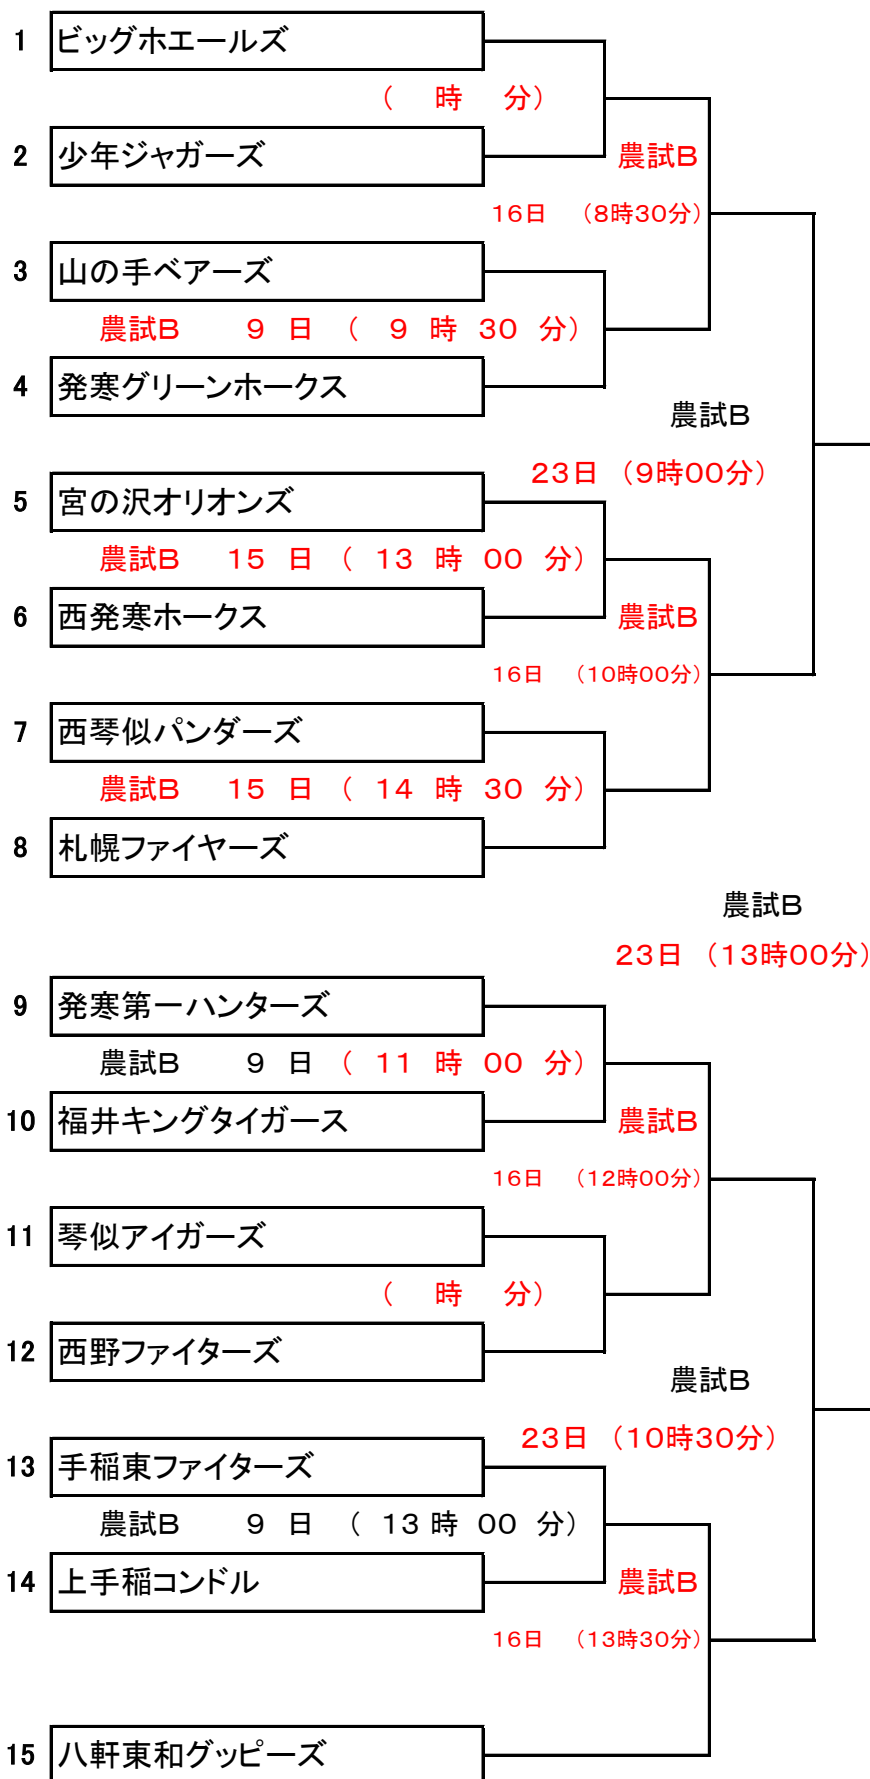 1 ビッグホエールズ
（ 時 分）
2 少年ジャガーズ 農試B
16日 （8時30分）
3 山の手ベアーズ
農試B 9 日 （ 9 時 30 分）
4 発寒グリーンホークス
農試B
23日 （9時00分）
5 宮の沢オリオンズ
農試B 15 日 （ 13 時 00 分）
6 西発寒ホークス 農試B
16日 （10時00分）
7 西琴似パンダーズ
農試B 15 日 （ 14 時 30 分）
8 札幌ファイヤーズ
農試B
23日 （13時00分）
9 発寒第一ハンターズ
農試B 9 日 （ 11 時 00 分）
10 福井キングタイガース 農試B
16日 （12時00分）
11 琴似アイガーズ
（ 時 分）
12 西野ファイターズ
農試B
23日 （10時30分）
13 手稲東ファイターズ
農試B 9 日 （ 13 時 00 分）
14 上手稲コンドル 農試B
16日 （13時30分）
15 八軒東和グッピーズ